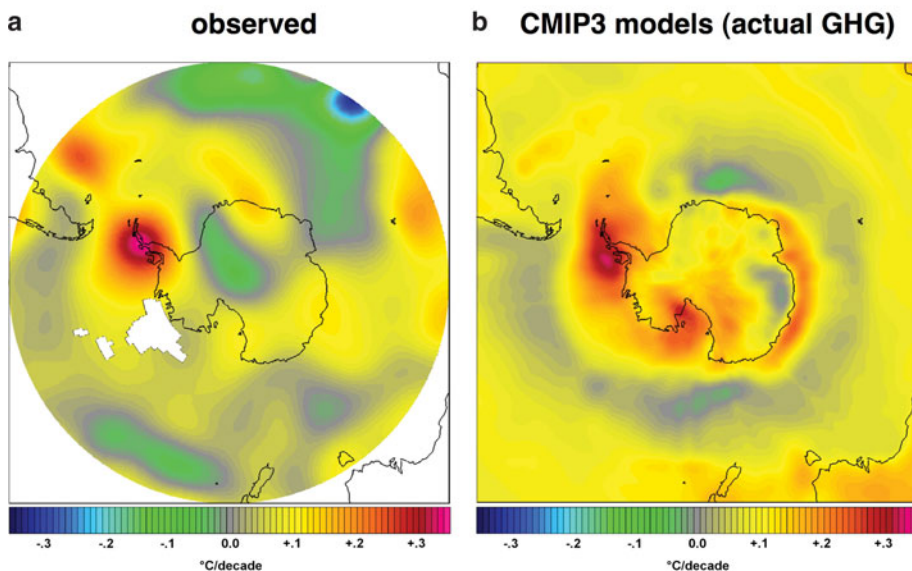 a observed
b CMIP3 models (actual GHG)
-.3 -.2 -.1 0.0 +.1 +.2 +.3
°C/decade
-.3 -.2 -.1 0.0 +.1 +.2 +.3
°C/decade